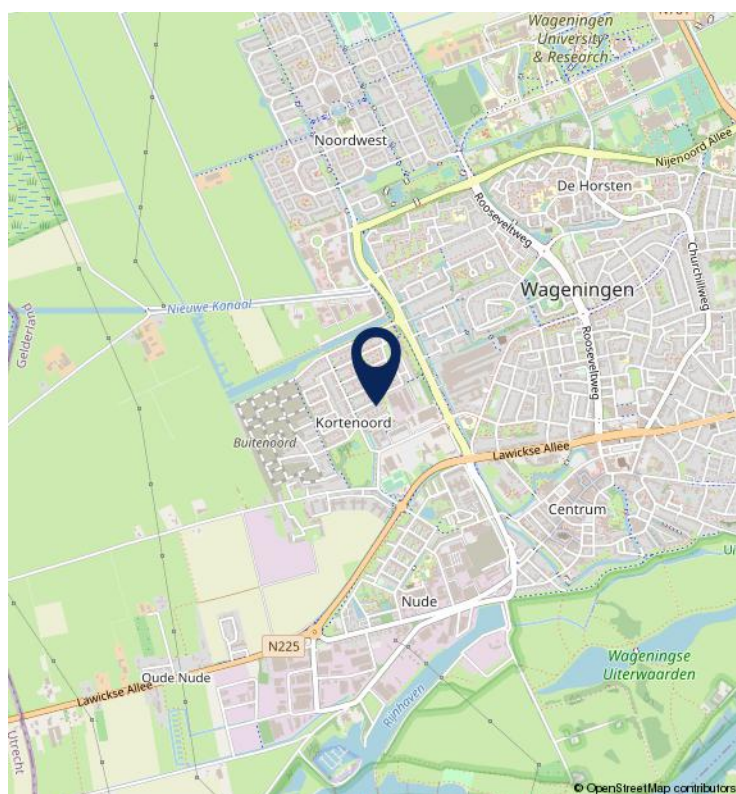 Wageningen
University
& Research
Noordwest
Nijenoord Allee
De Horsten
Rooseveltweg
Churchillweg
Wageningen
Nieuwe Kanaal
Gelderland
Rooseveltweg
Kortenoord
Buitenoord
Lawickse Allee
Centrum
Nude
N225
Oude Nude
Wageningse
Uiterwaarden
Lawickse Allee
Rijnhaven
Utrecht
© OpenStreetMap contributors